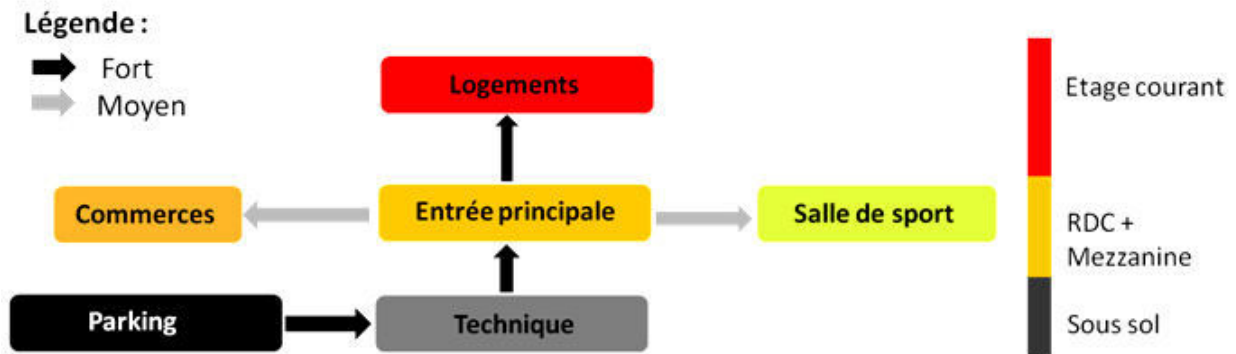 Légende :
Fort
Moyen
Logements
Etage courant
Commerces
Entrée principale
Salle de sport
RDC +
Mezzanine
Parking
Technique
Sous sol